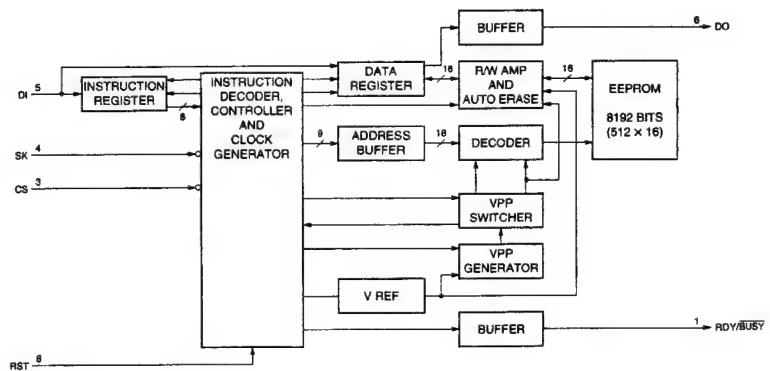 BUFFER
6
DO
DI
5
INSTRUCTION
REGISTER
8
INSTRUCTION
DECODER,
CONTROLLER
AND
CLOCK
GENERATOR
DATA
REGISTER
16
R/W AMP
AND
AUTO ERASE
16
EEPROM
8192 BITS
(512 × 16)
SK
4
CS
3
9
ADDRESS
BUFFER
18
DECODER
VPP
SWITCHER
VPP
GENERATOR
V REF
BUFFER
1
RDY/BUSY
RST
8